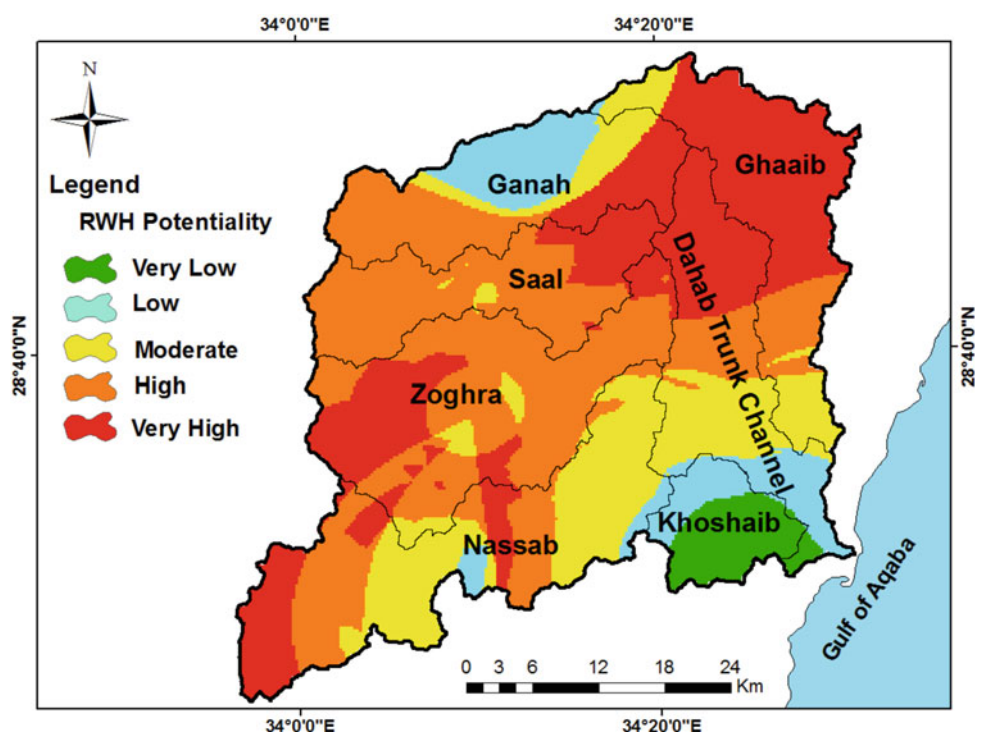 34°0'0"E
34°20'0"E
N
Legend
RWH Potentiality
Very Low
Low
Moderate
High
Very High
Ganah
Ghaaib
Saal
Dahab Trunk Channel
Zoghra
Nassab
Khoshaib
Gulf of Aqaba
28°40'0"N
28°40'0"N
0 3 6 12 18 24
Km
34°0'0"E
34°20'0"E